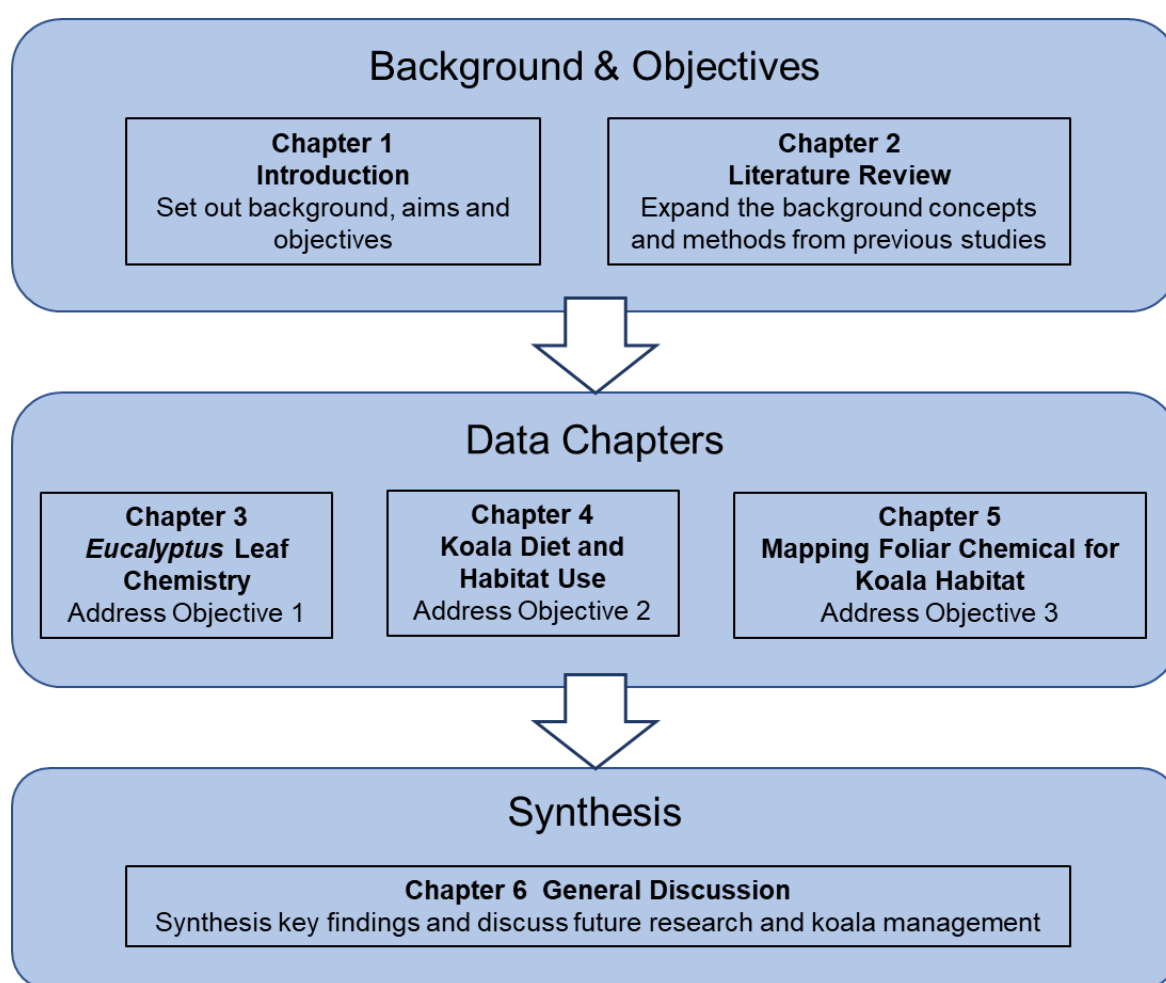 Background & Objectives
Chapter 1
Introduction
Set out background, aims and
objectives
Chapter 2
Literature Review
Expand the background concepts
and methods from previous studies
Data Chapters
Chapter 3
Eucalyptus Leaf
Chemistry
Address Objective 1
Chapter 4
Koala Diet and
Habitat Use
Address Objective 2
Chapter 5
Mapping Foliar Chemical for
Koala Habitat
Address Objective 3
Synthesis
Chapter 6  General Discussion
Synthesis key findings and discuss future research and koala management